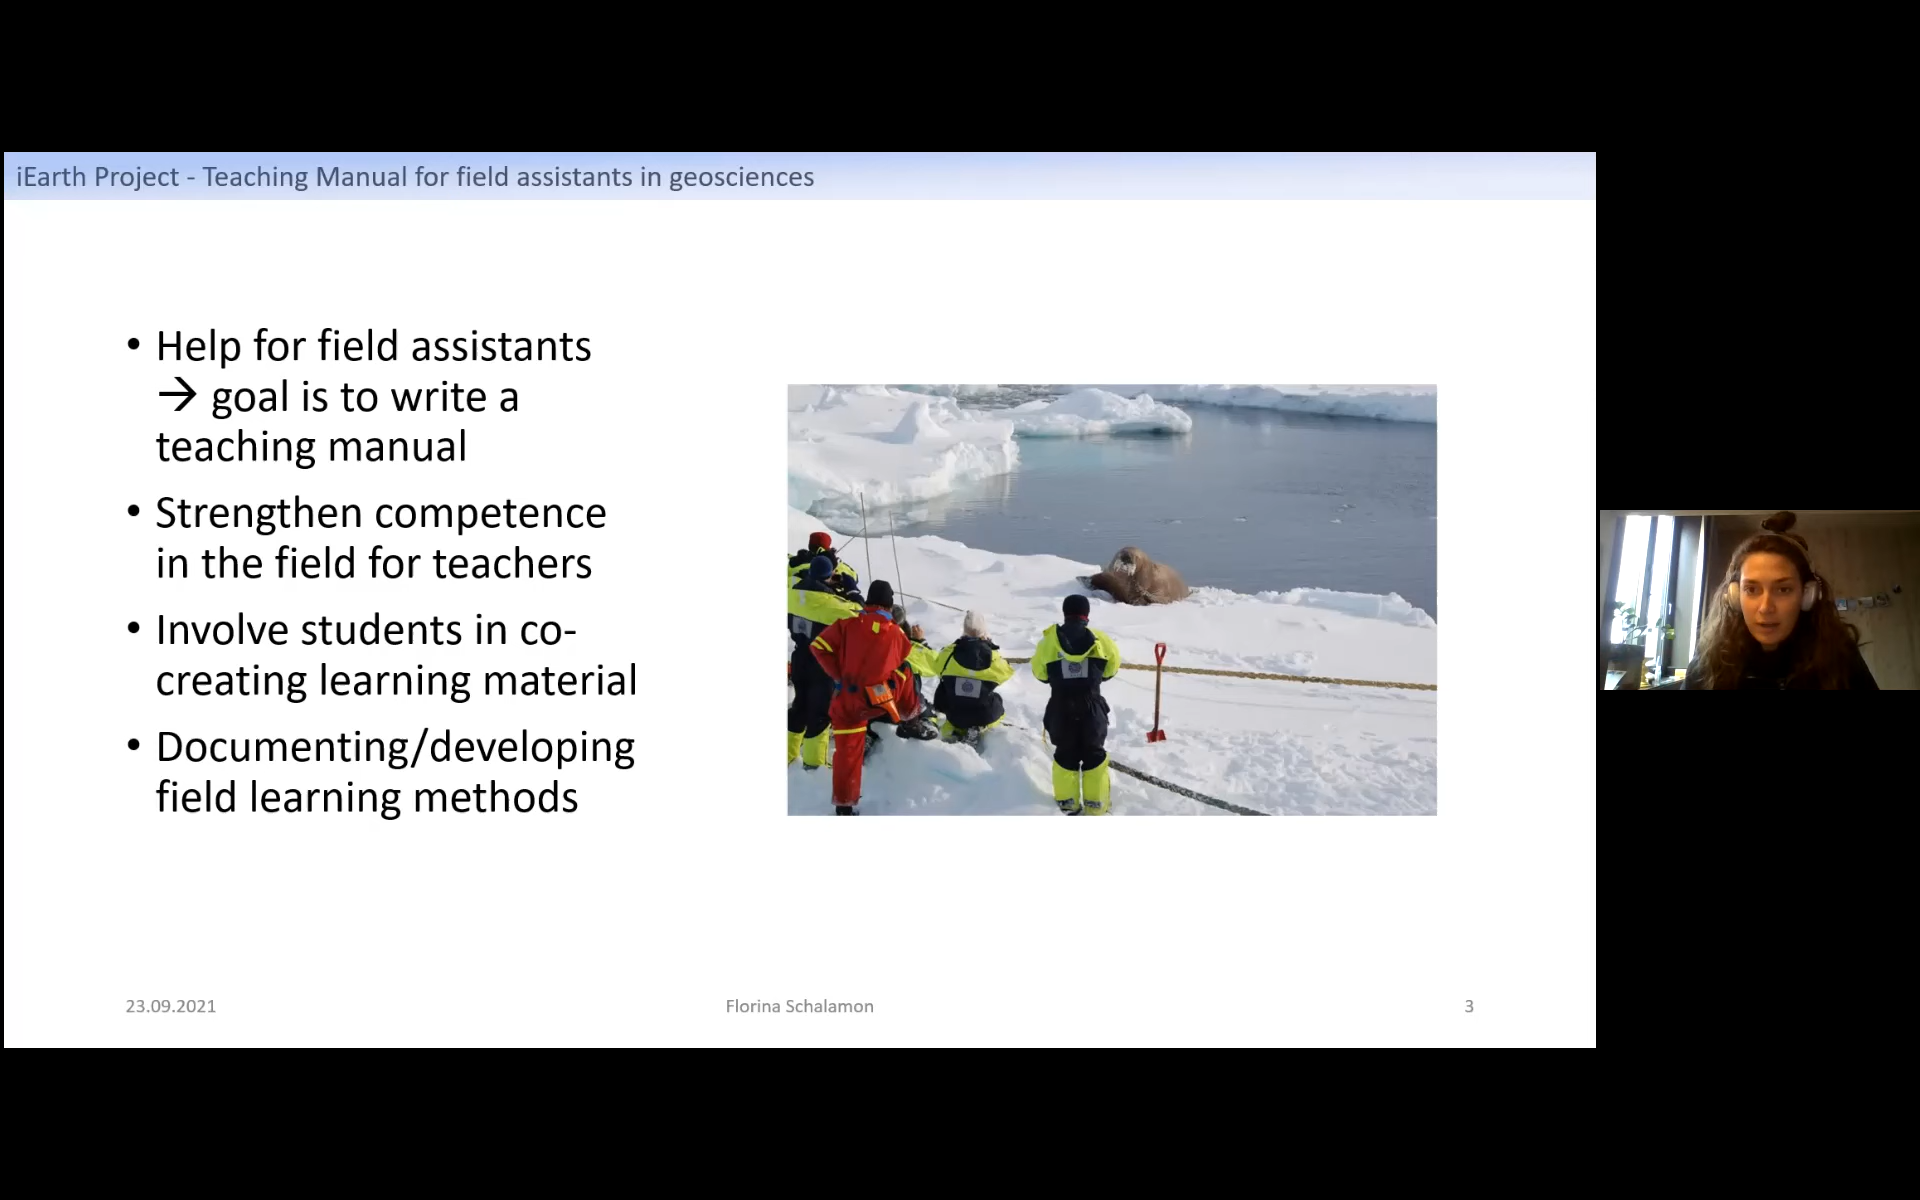 iEarth Project - Teaching Manual for field assistants in geosciences
• Help for field assistants
→ goal is to write a
teaching manual
• Strengthen competence
in the field for teachers
• Involve students in co-
creating learning material
• Documenting/developing
field learning methods
23.09.2021
Florina Schalamon
3